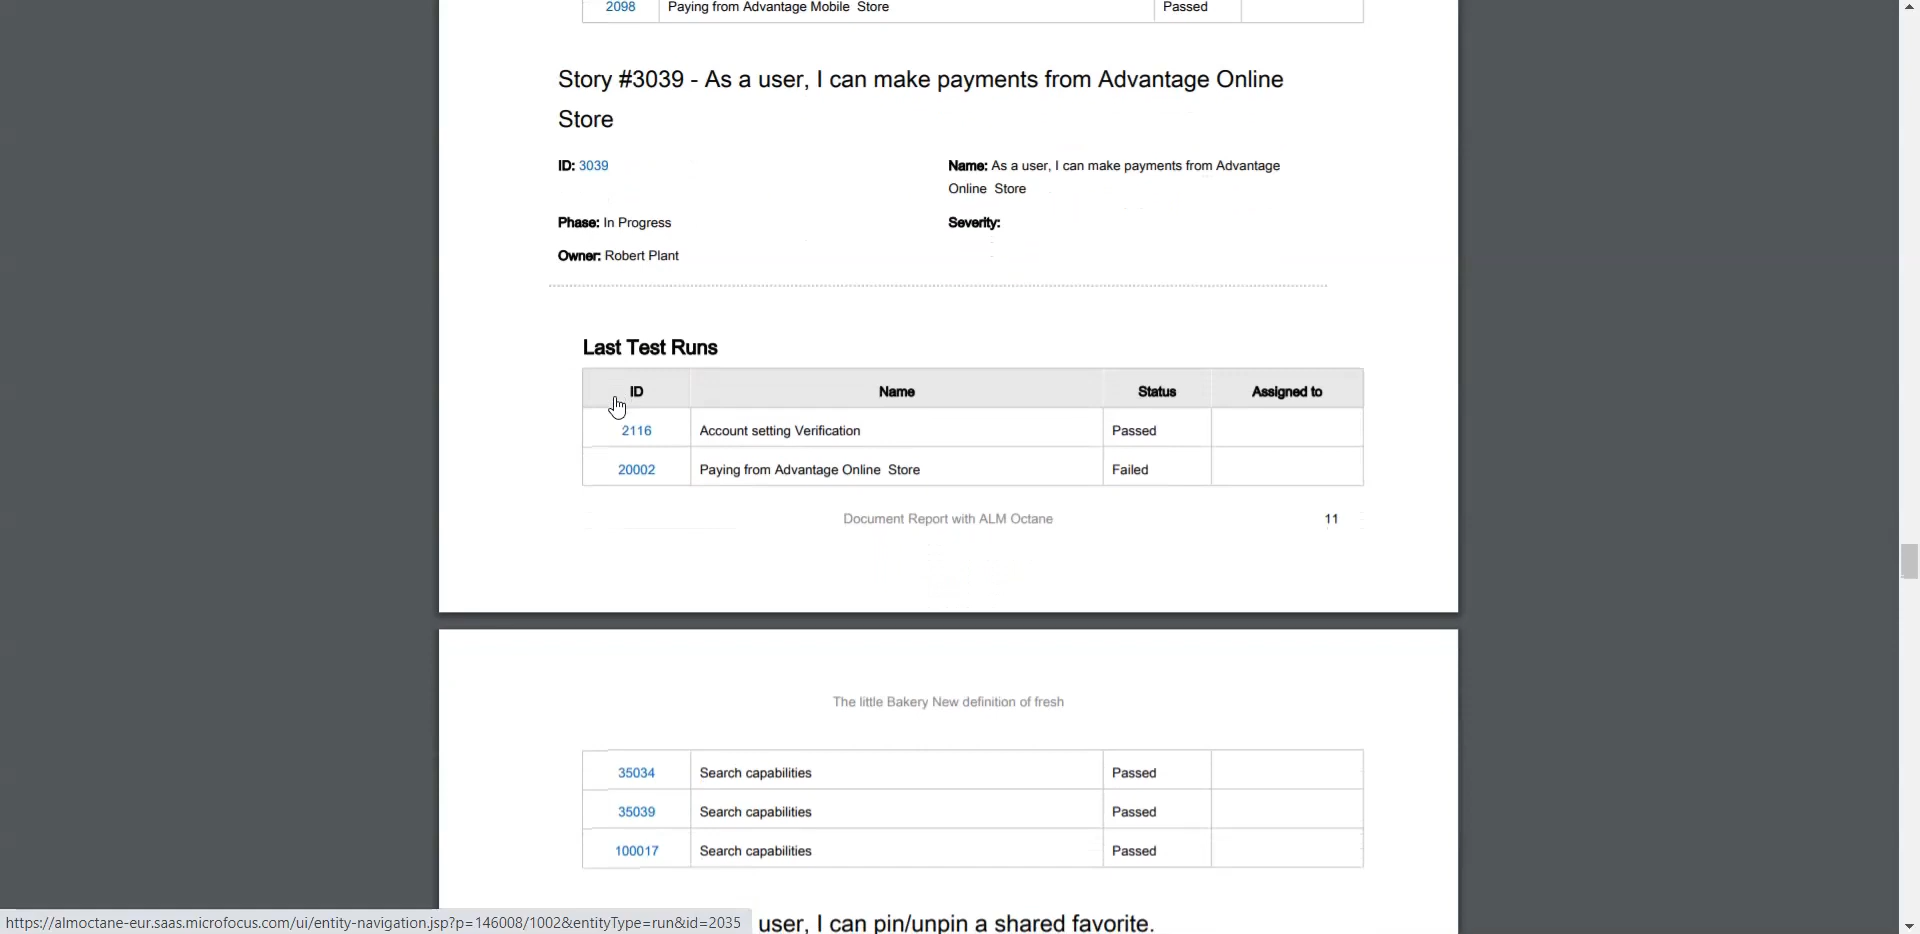 2098 Paying from Advantage Mobile Store Passed
Story #3039 - As a user, I can make payments from Advantage Online
Store
ID: 3039 Name: As a user, I can make payments from Advantage
Online Store
Phase: In Progress Severity:
Owner: Robert Plant
Last Test Runs
ID Name Status Assigned to
2116 Account setting Verification Passed
20002 Paying from Advantage Online Store Failed
Document Report with ALM Octane 11
The little Bakery New definition of fresh
35034 Search capabilities Passed
35039 Search capabilities Passed
100017 Search capabilities Passed
user, I can pin/unpin a shared favorite.
https://almoctane-eur.saas.microfocus.com/ui/entity-navigation.jsp?p=146008/1002&entityType=run&id=2035